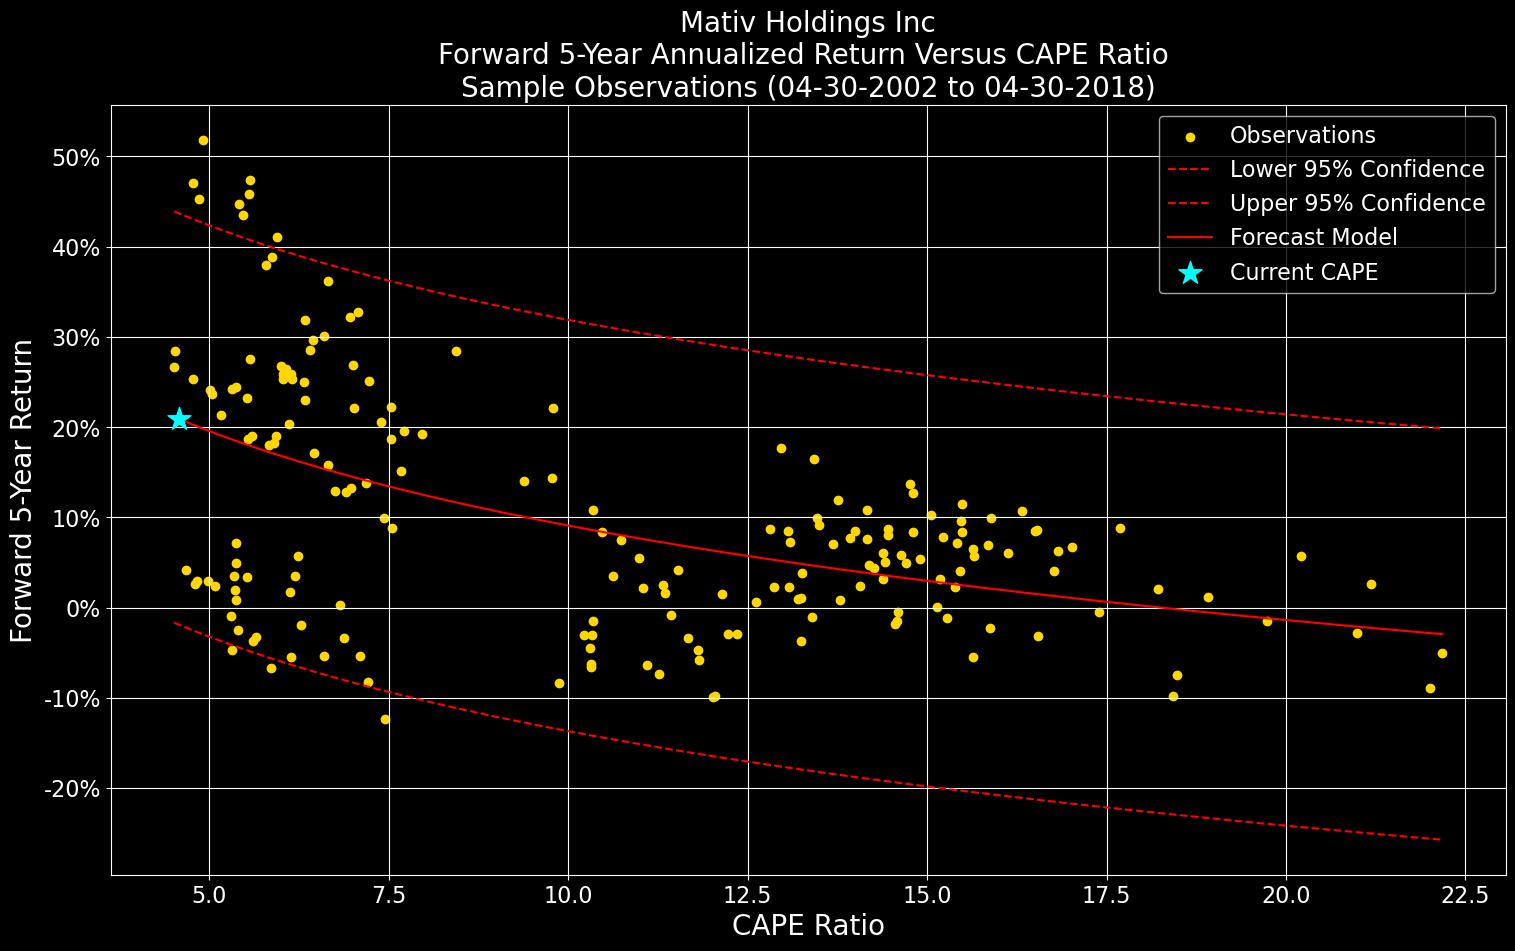 Mativ Holdings Inc
Forward 5-Year Annualized Return Versus CAPE Ratio
Sample Observations (04-30-2002 to 04-30-2018)
Observations
Lower 95% Confidence
Upper 95% Confidence
Forecast Model
Current CAPE
Forward 5-Year Return
50%
40%
30%
20%
10%
0%
-10%
-20%
5.0 7.5 10.0 12.5 15.0 17.5 20.0 22.5
CAPE Ratio